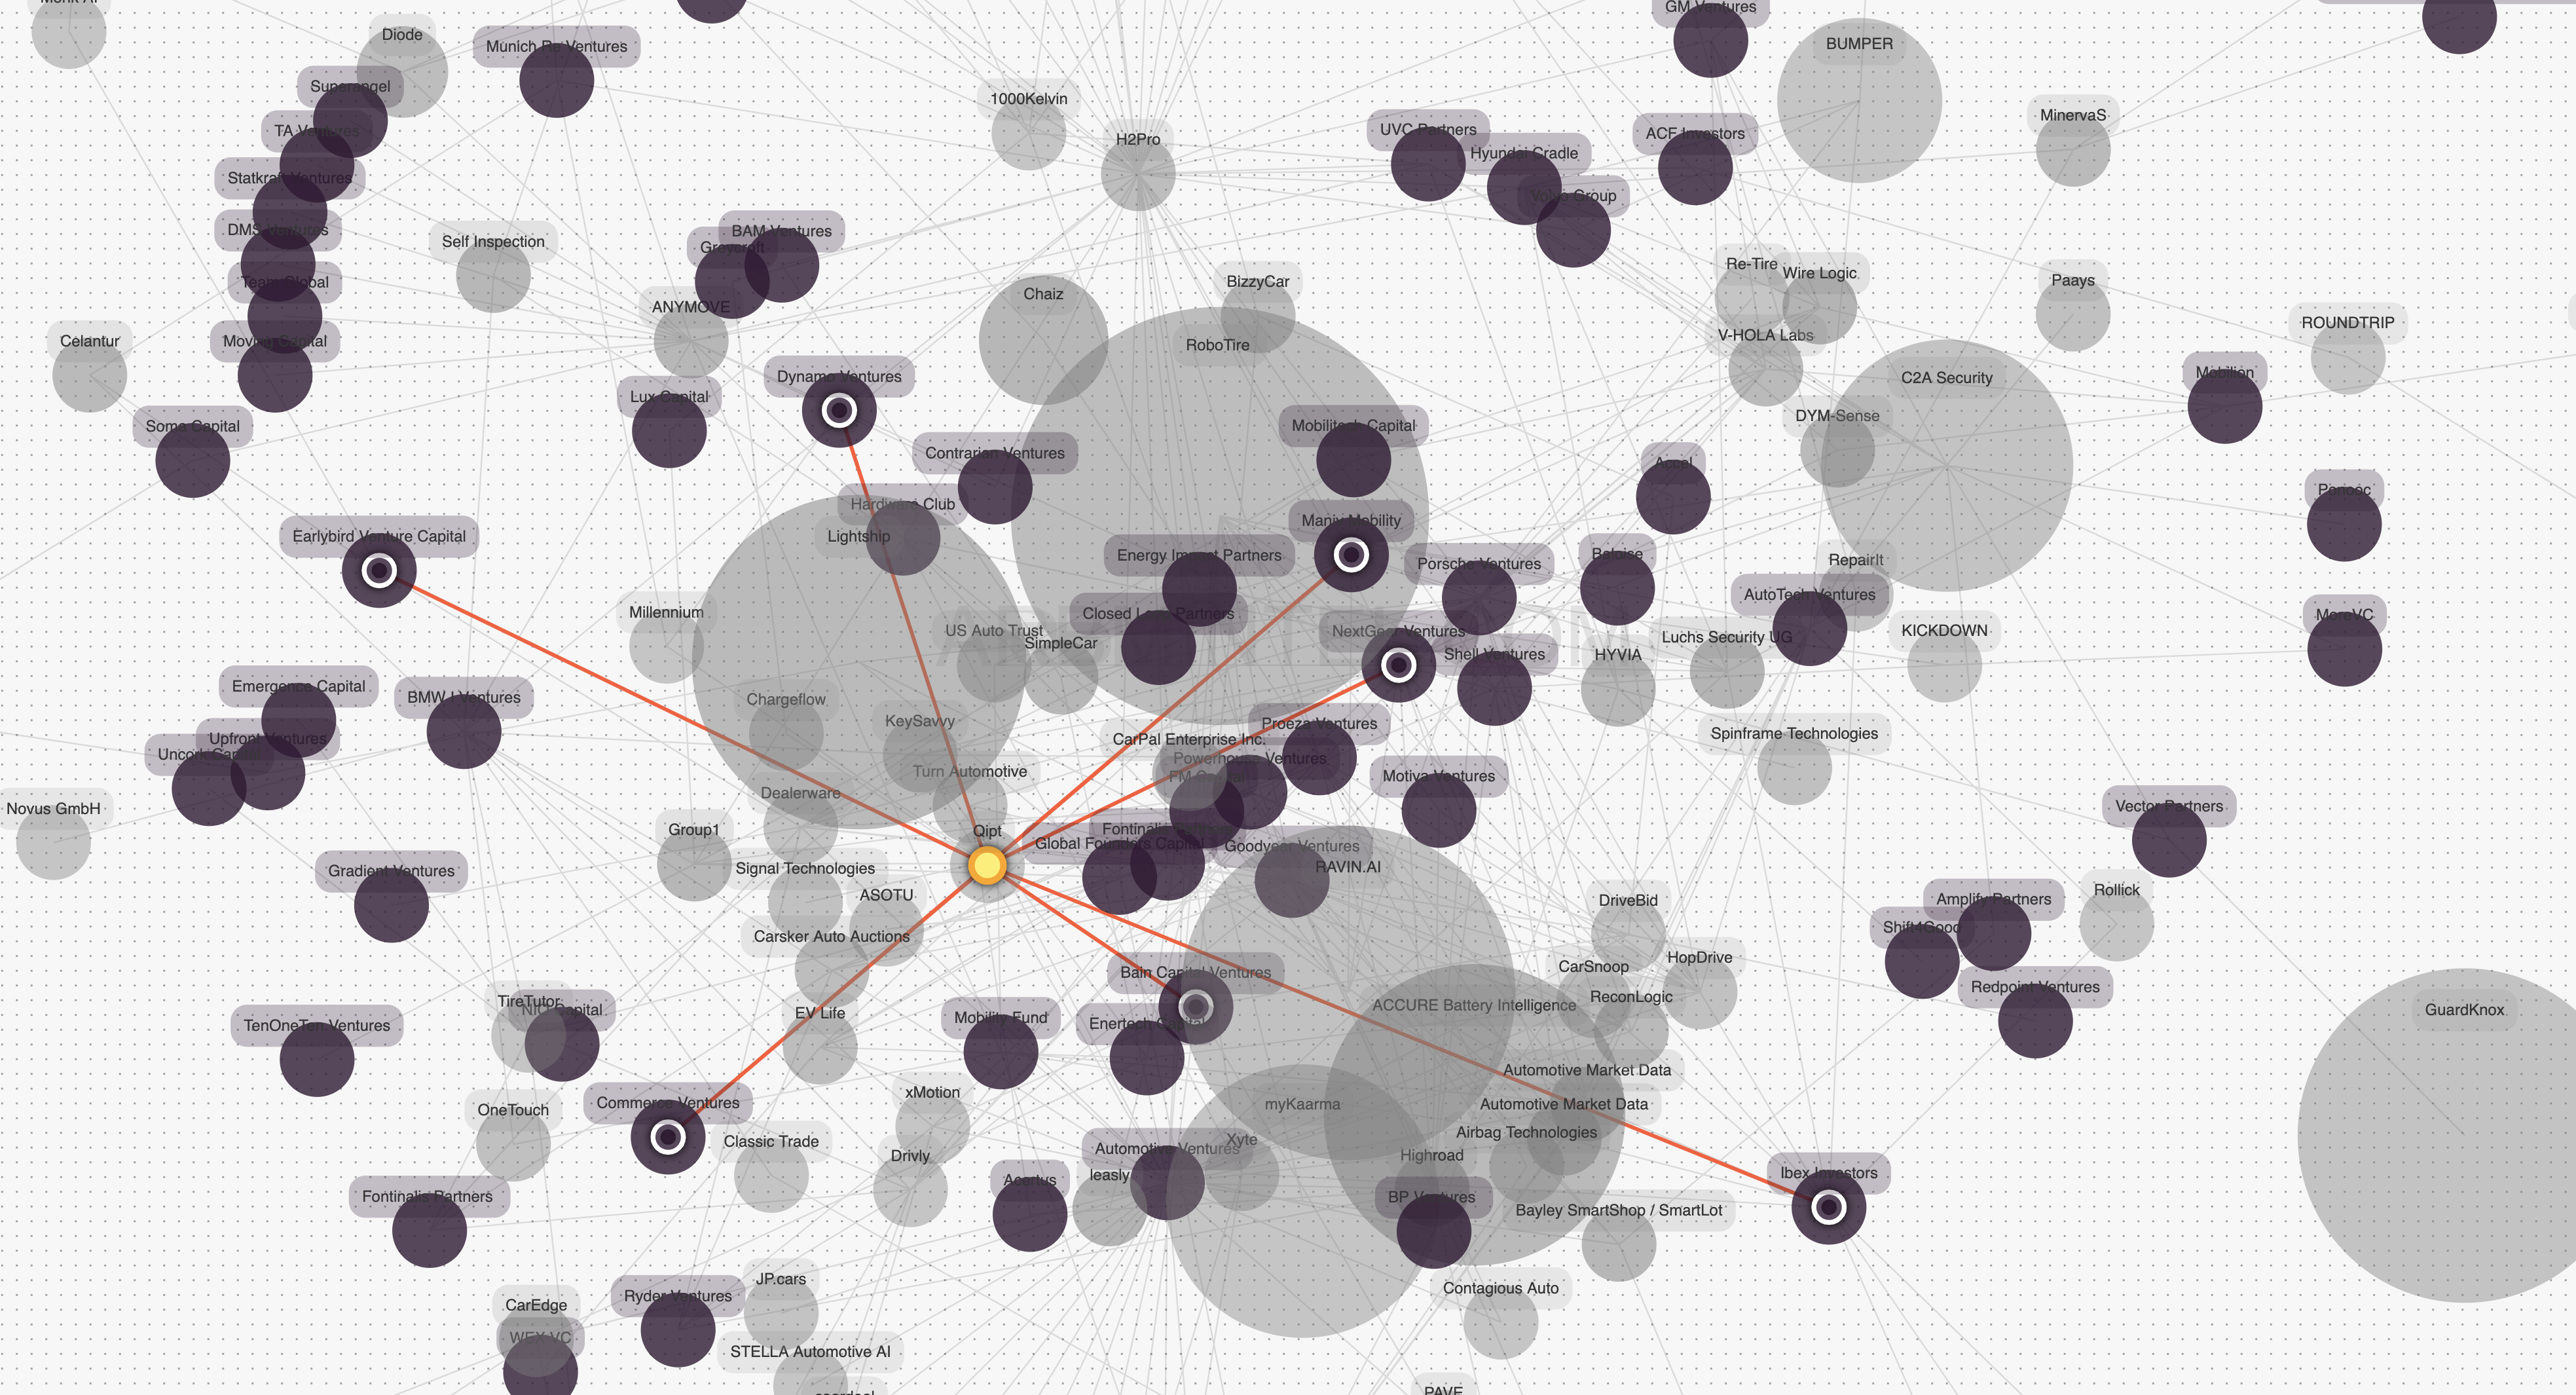 Diode
Munich Re Ventures
GM Ventures
BUMPER
Superangel
1000Kelvin
TA Ventures
H2Pro
UVC Partners
ACF Investors
MinervaS
Hyundai Cradle
Statkraft Ventures
Volvo Group
DMS Ventures
BAM Ventures
Self Inspection
Greycroft
Re-Tire
Wire Logic
Team Global
BizzyCar
Paays
Chaiz
ANYMOVE
ROUNDTRIP
V-HOLA Labs
Celantur
Moving Capital
RoboTire
Mobilion
Dynamo Ventures
C2A Security
Lux Capital
DYM-Sense
Soma Capital
Mobilitech Capital
Contrarian Ventures
Accel
Hardware Club
Maniv Mobility
Earlybird Venture Capital
Lightship
Energy Impact Partners
Baloise
Porsche Ventures
RepairIt
AutoTech Ventures
Millennium
Closed Loop Partners
MoreVC
US Auto Trust
NextGear Ventures
KICKDOWN
SimpleCar
Luchs Security UG
Shell Ventures
HYVIA
Emergence Capital
BMW I Ventures
Chargeflow
KeySavvy
Proeza Ventures
Upfront Ventures
CarPal Enterprise Inc.
Spinframe Technologies
Uncork Capital
Powerhouse Ventures
Turn Automotive
Motiva Ventures
Dealerware
Novus GmbH
Vector Partners
Group1
Qipt
Global Founders Capital
Goodyear Ventures
Signal Technologies
RAVIN.AI
Gradient Ventures
Rollick
ASOTU
DriveBid
Amplify Partners
Shift4Good
Carsker Auto Auctions
HopDrive
CarSnoop
Bain Capital Ventures
Redpoint Ventures
ReconLogic
TireTutor
ACCURE Battery Intelligence
GuardKnox
EV Life
Mobility Fund
TenOneTen Ventures
Enertech Capital
Automotive Market Data
xMotion
Commerce Ventures
myKaarma
Automotive Market Data
OneTouch
Airbag Technologies
Classic Trade
Xyte
Automotive Ventures
Drivly
Highroad
Ibex Investors
leasly
Acertus
Fontinalis Partners
BP Ventures
Bayley SmartShop / SmartLot
JP.cars
Contagious Auto
Ryder Ventures
CarEdge
WEX VC
STELLA Automotive AI
PAVE